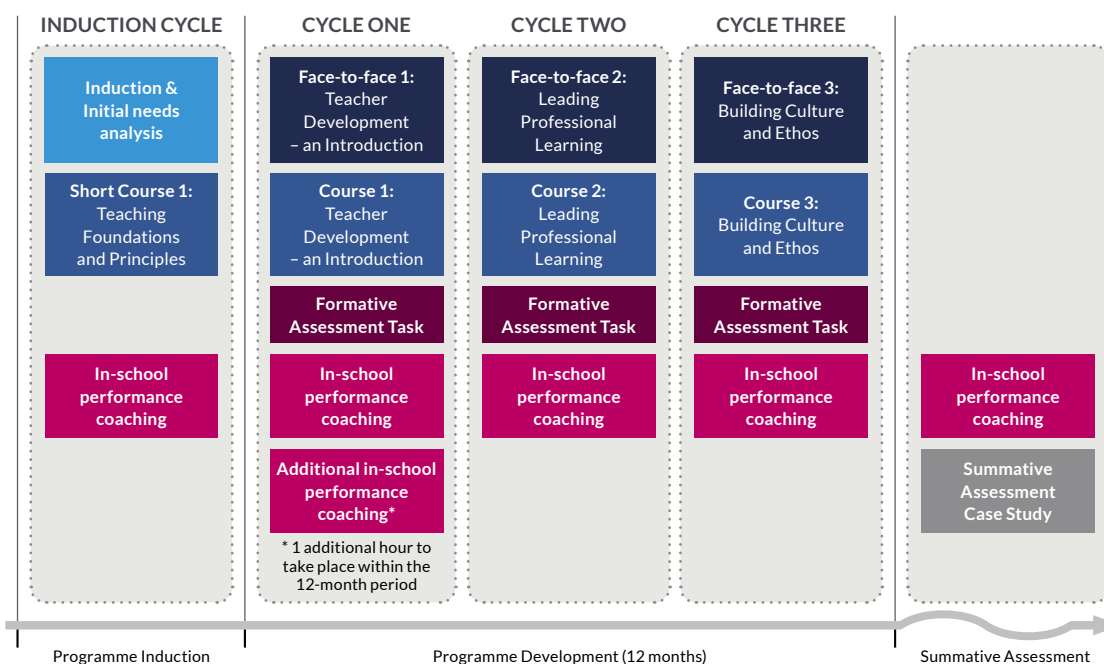 INDUCTION CYCLE
Induction &
Initial needs
analysis
Short Course 1:
Teaching
Foundations
and Principles
In-school
performance
coaching
CYCLE ONE
Face-to-face 1:
Teacher
Development
– an Introduction
Course 1:
Teacher
Development
– an Introduction
Formative
Assessment Task
In-school
performance
coaching
Additional in-school
performance
coaching*
* 1 additional hour to
take place within the
12-month period
CYCLE TWO
Face-to-face 2:
Leading
Professional
Learning
Course 2:
Leading
Professional
Learning
Formative
Assessment Task
In-school
performance
coaching
CYCLE THREE
Face-to-face 3:
Building Culture
and Ethos
Course 3:
Building Culture
and Ethos
Formative
Assessment Task
In-school
performance
coaching
In-school
performance
coaching
Summative
Assessment
Case Study
Programme Induction
Programme Development (12 months)
Summative Assessment